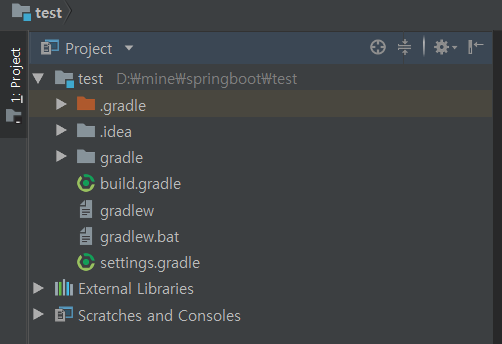 test
1: Project
Project
test D:₩mine₩springboot₩test
.gradle
.idea
gradle
build.gradle
gradlew
gradlew.bat
settings.gradle
External Libraries
Scratches and Consoles